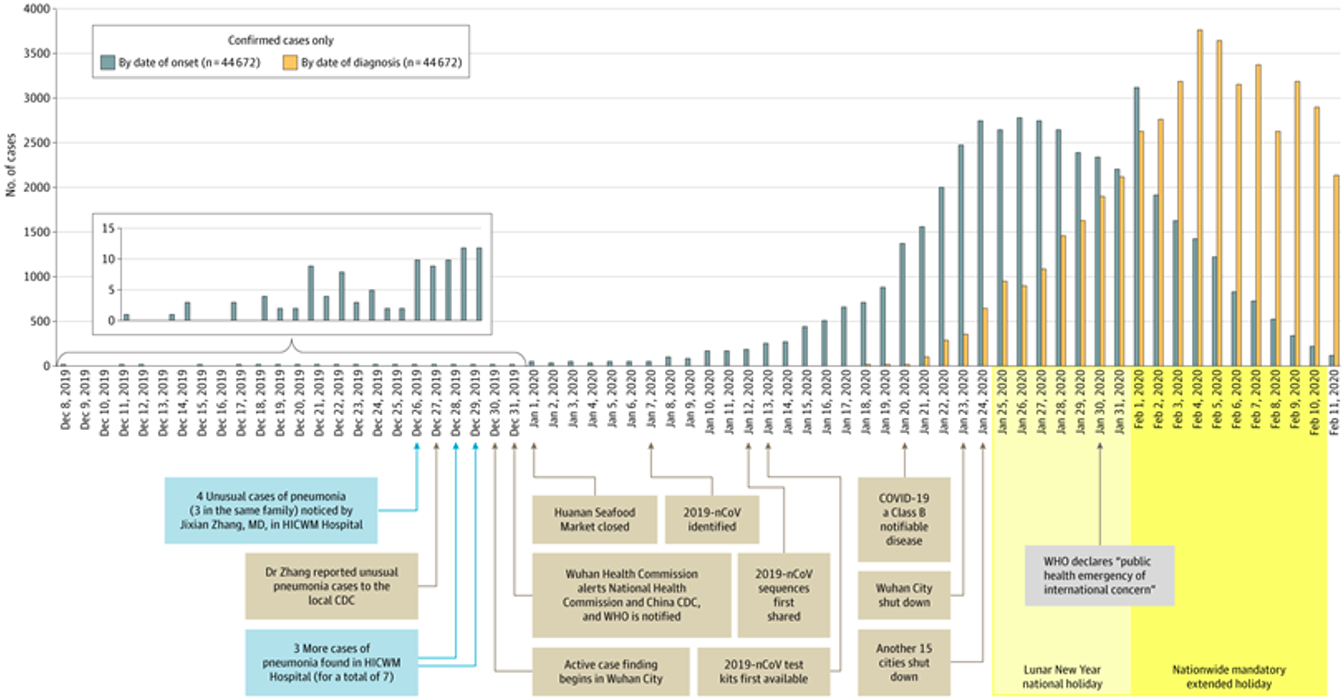 4000
3500
3000
2500
2000
1500
1000
500
0
No. of cases
Confirmed cases only
By date of onset (n=44672)
By date of diagnosis (n=44672)
15
10
5
0
Dec 8, 2019
Dec 9, 2019
Dec 10, 2019
Dec 11, 2019
Dec 12, 2019
Dec 13, 2019
Dec 14, 2019
Dec 15, 2019
Dec 16, 2019
Dec 17, 2019
Dec 18, 2019
Dec 19, 2019
Dec 20, 2019
Dec 21, 2019
Dec 22, 2019
Dec 23, 2019
Dec 24, 2019
Dec 25, 2019
Dec 26, 2019
Dec 27, 2019
Dec 28, 2019
Dec 29, 2019
Dec 30, 2019
Dec 31, 2019
Jan 1, 2020
Jan 2, 2020
Jan 3, 2020
Jan 4, 2020
Jan 5, 2020
Jan 6, 2020
Jan 7, 2020
Jan 8, 2020
Jan 9, 2020
Jan 10, 2020
Jan 11, 2020
Jan 12, 2020
Jan 13, 2020
Jan 14, 2020
Jan 15, 2020
Jan 16, 2020
Jan 17, 2020
Jan 18, 2020
Jan 19, 2020
Jan 20, 2020
Jan 21, 2020
Jan 22, 2020
Jan 23, 2020
Jan 24, 2020
Jan 25, 2020
Jan 26, 2020
Jan 27, 2020
Jan 28, 2020
Jan 29, 2020
Jan 30, 2020
Jan 31, 2020
Feb 1, 2020
Feb 2, 2020
Feb 3, 2020
Feb 4, 2020
Feb 5, 2020
Feb 6, 2020
Feb 7, 2020
Feb 8, 2020
Feb 9, 2020
Feb 10, 2020
Feb 11, 2020
4 Unusual cases of pneumonia
(3 in the same family) noticed by
Jixian Zhang, MD, in HICWM Hospital
Dr Zhang reported unusual
pneumonia cases to the
local CDC
3 More cases of
pneumonia found in HICWM
Hospital (for a total of 7)
Huanan Seafood
Market closed
2019-nCoV
identified
Wuhan Health Commission
alerts National Health
Commission and China CDC,
and WHO is notified
2019-nCoV
sequences
first
shared
Active case finding
begins in Wuhan City
2019-nCoV test
kits first available
COVID-19
a Class B
notifiable
disease
Wuhan City
shut down
Another 15
cities shut
down
WHO declares “public
health emergency of
international concern”
Lunar New Year
national holiday
Nationwide mandatory
extended holiday